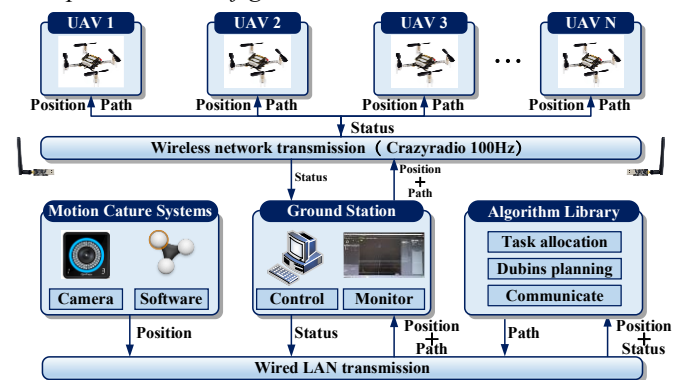 UAV 1
UAV 2
UAV 3
UAV N
...
Position Path
Position Path
Position Path
Position Path
Status
Wireless network transmission（Crazyradio 100Hz）
Status
Position
+
Path
Motion Cature Systems
Camera
Software
Ground Station
Control
Monitor
Algorithm Library
Task allocation
Dubins planning
Communicate
Position
Status
Position
+
Path
Path
Position
+
Status
Wired LAN transmission